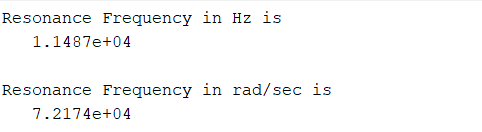 Resonance Frequency in Hz is
1.1487e+04
Resonance Frequency in rad/sec is
7.2174e+04